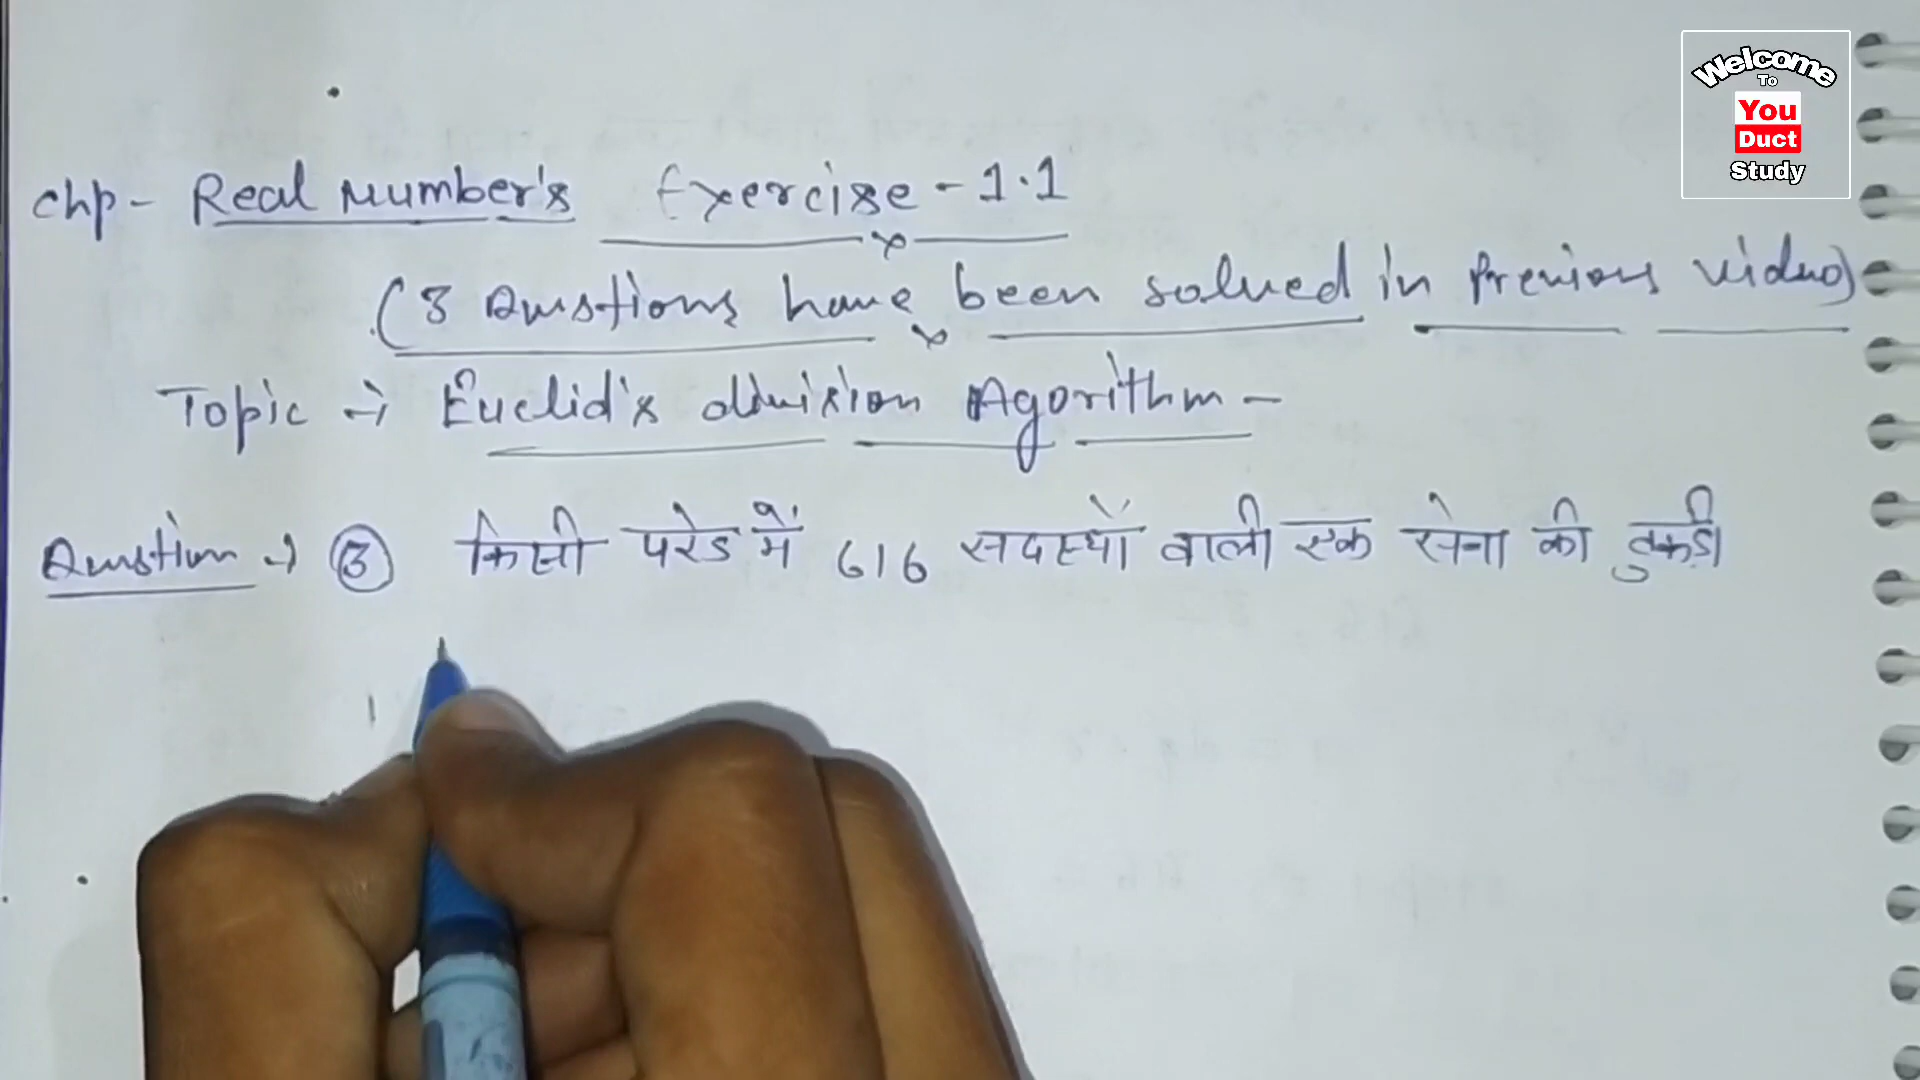 Welcome
To
You
Duct
Study
Chp - Real Number's Exercise - 1.1
(3 Questions have been solved in Previous video)
Topic → Euclid's division Agorithm -
Question → ③ किसी परेड में 616 सदस्यों वाली एक सेना की टुकड़ी